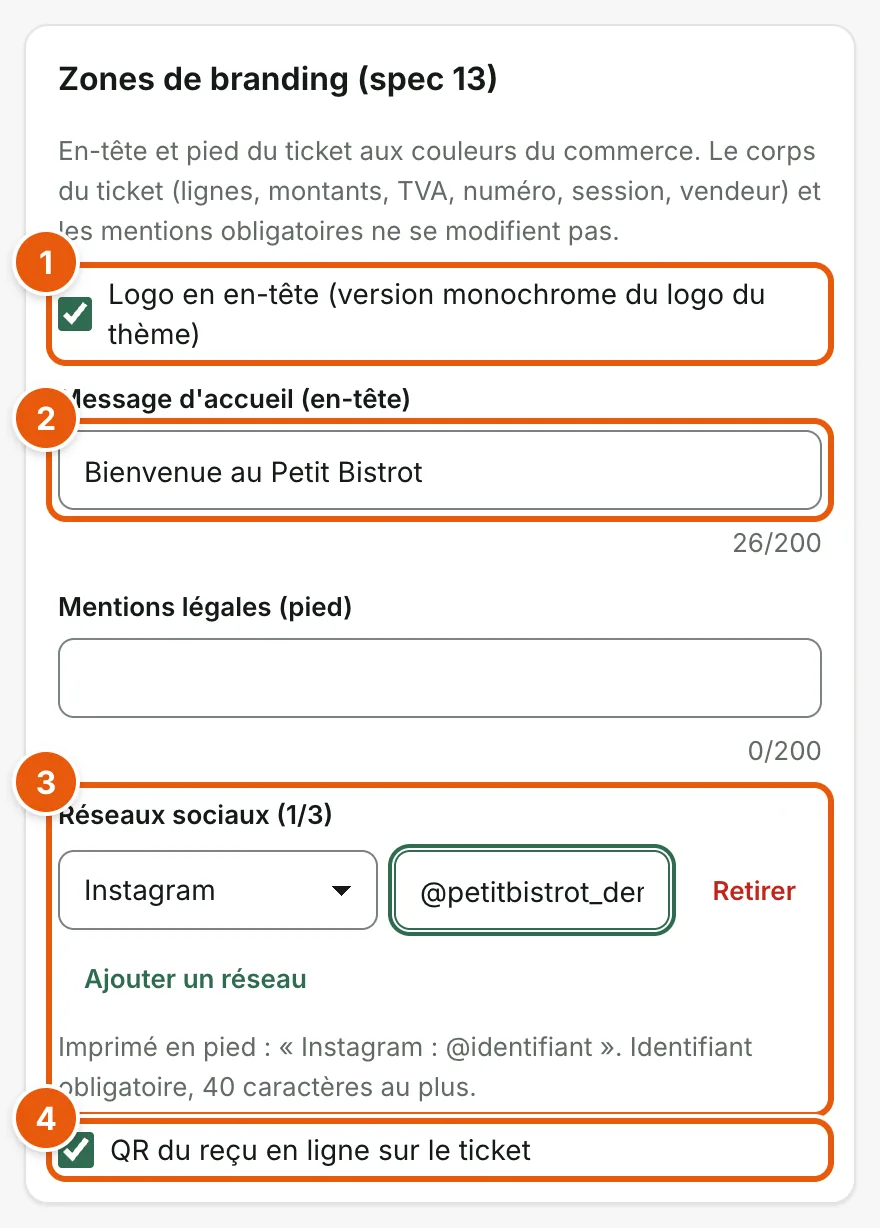 Zones de branding (spec 13)
En-tête et pied du ticket aux couleurs du commerce. Le corps
du ticket (lignes, montants, TVA, numéro, session, vendeur) et
les mentions obligatoires ne se modifient pas.
1
Logo en en-tête (version monochrome du logo du
thème)
Message d'accueil (en-tête)
2
Bienvenue au Petit Bistrot
26/200
Mentions légales (pied)
0/200
3
Réseaux sociaux (1/3)
Instagram @petitbistrot_der Retirer
Ajouter un réseau
Imprimé en pied : « Instagram : @identifiant ». Identifiant
obligatoire, 40 caractères au plus.
4
QR du reçu en ligne sur le ticket